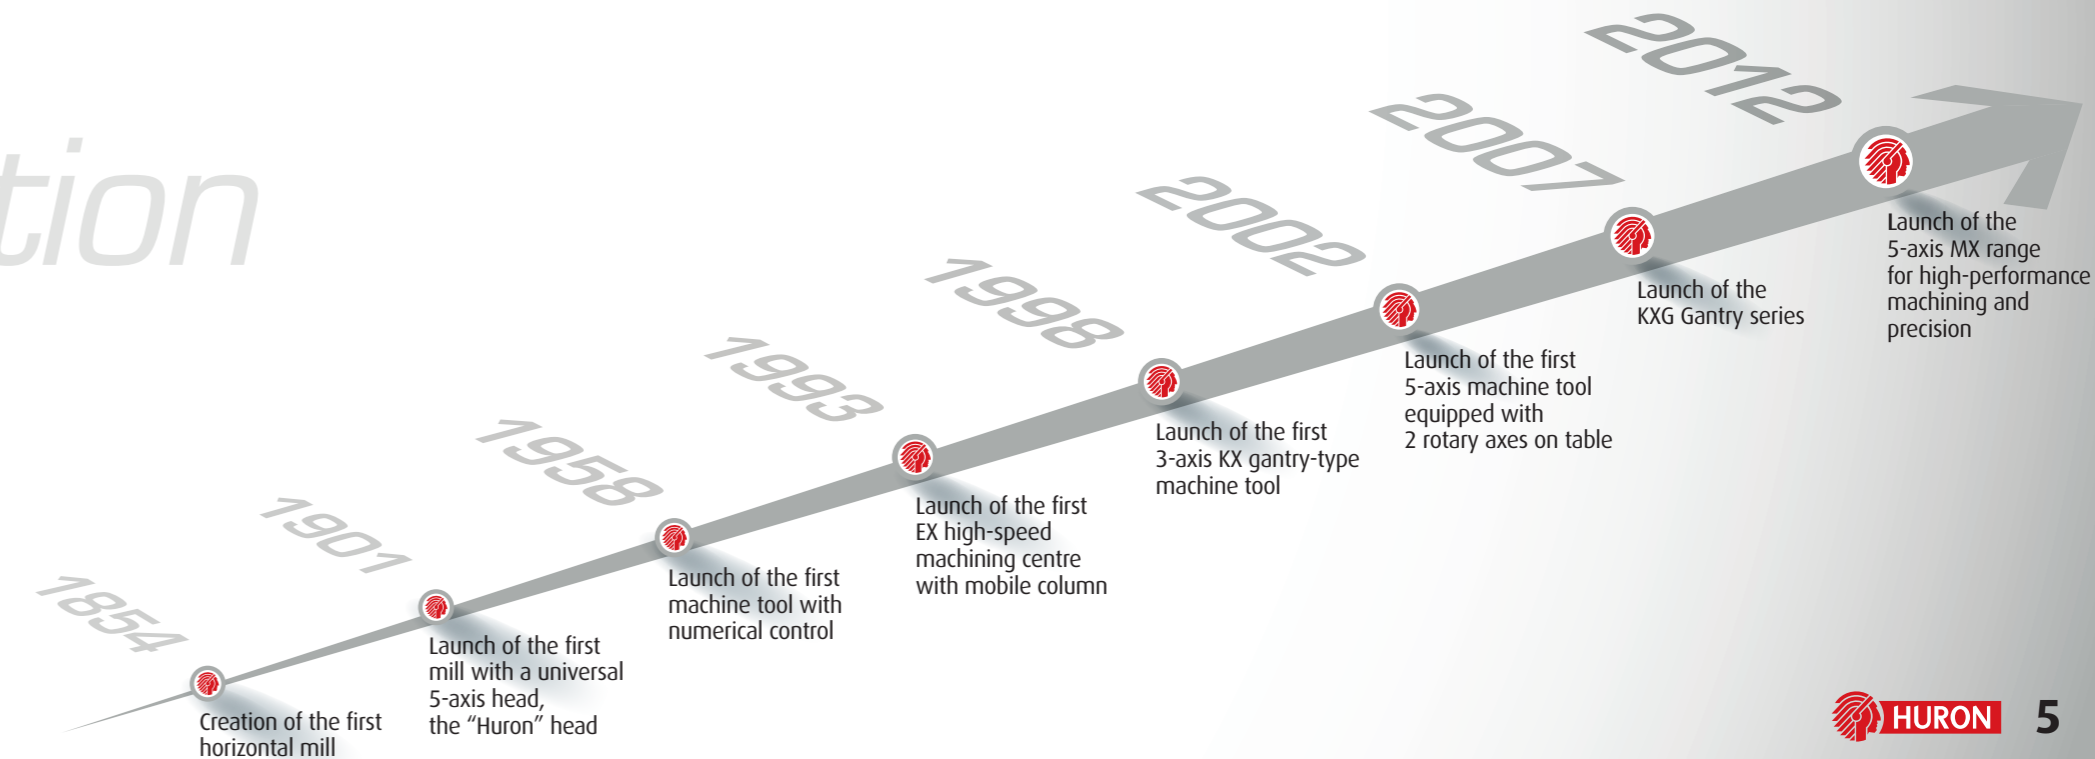 tion
1854
Creation of the first
horizontal mill
1901
Launch of the first
mill with a universal
5-axis head,
the “Huron” head
1958
Launch of the first
machine tool with
numerical control
1993
Launch of the first
EX high-speed
machining centre
with mobile column
1998
Launch of the first
3-axis KX gantry-type
machine tool
2002
Launch of the first
5-axis machine tool
equipped with
2 rotary axes on table
2007
Launch of the
KXG Gantry series
2012
Launch of the
5-axis MX range
for high-performance
machining and
precision
HURON 5